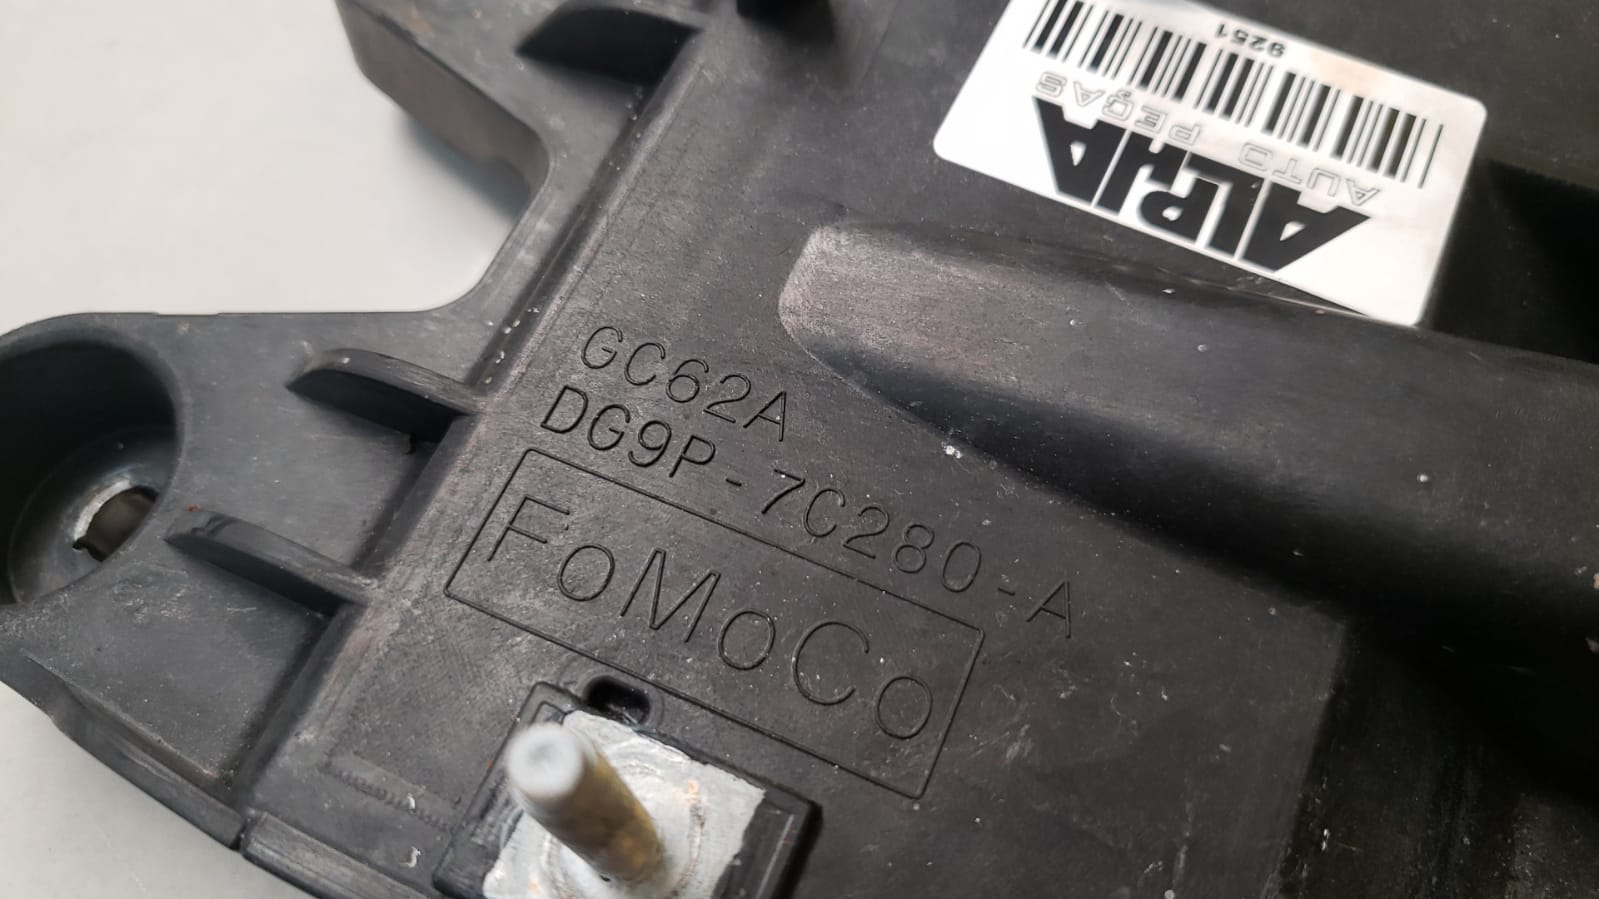 9251
ALPHA
AUTO PEÇAS
GC62A
DG9P-7C280-A
FoMoCo